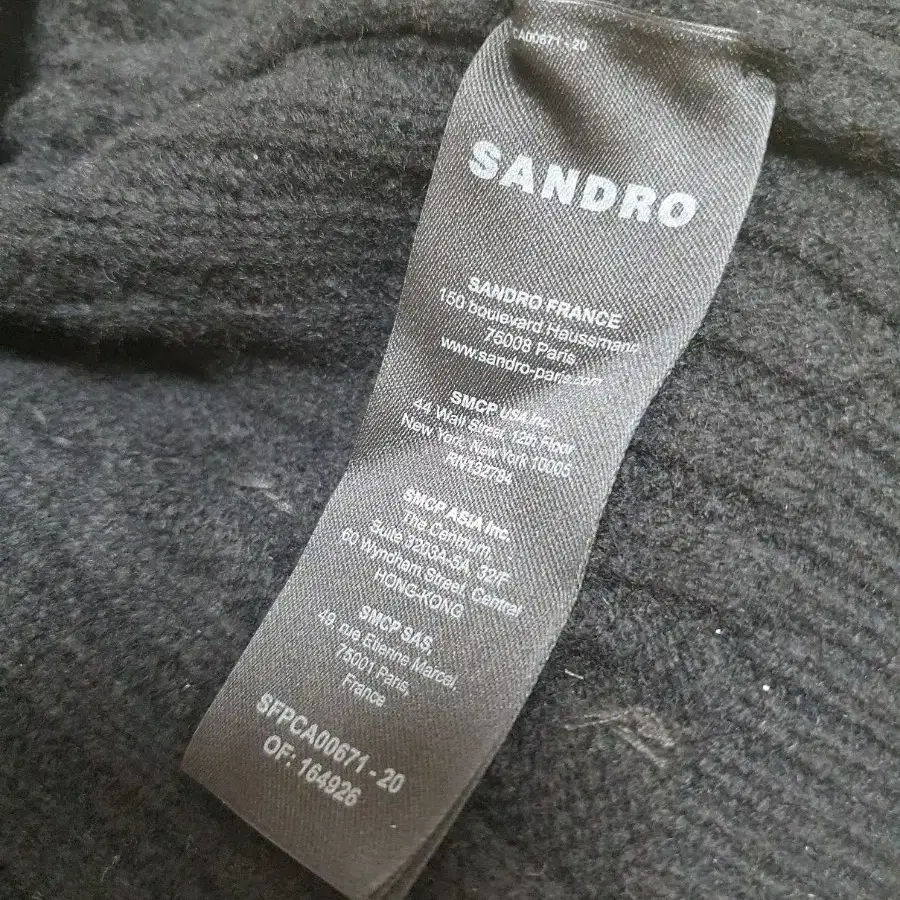 CA00671 - 20
SANDRO
SANDRO FRANCE
150 boulevard Haussmann
75008 Paris
www.sandro-paris.com
SMCP USA Inc.
44 Wall Street, 12th Floor
New York, New York 10005
RN132784
SMCP ASIA Inc.
The Centrium,
Suite 3203A-5A, 32/F
60 Wyndham Street, Central
HONG-KONG
SMCP SAS,
49, rue Etienne Marcel,
75001 Paris,
France
SFPCA00671 - 20
OF: 164926